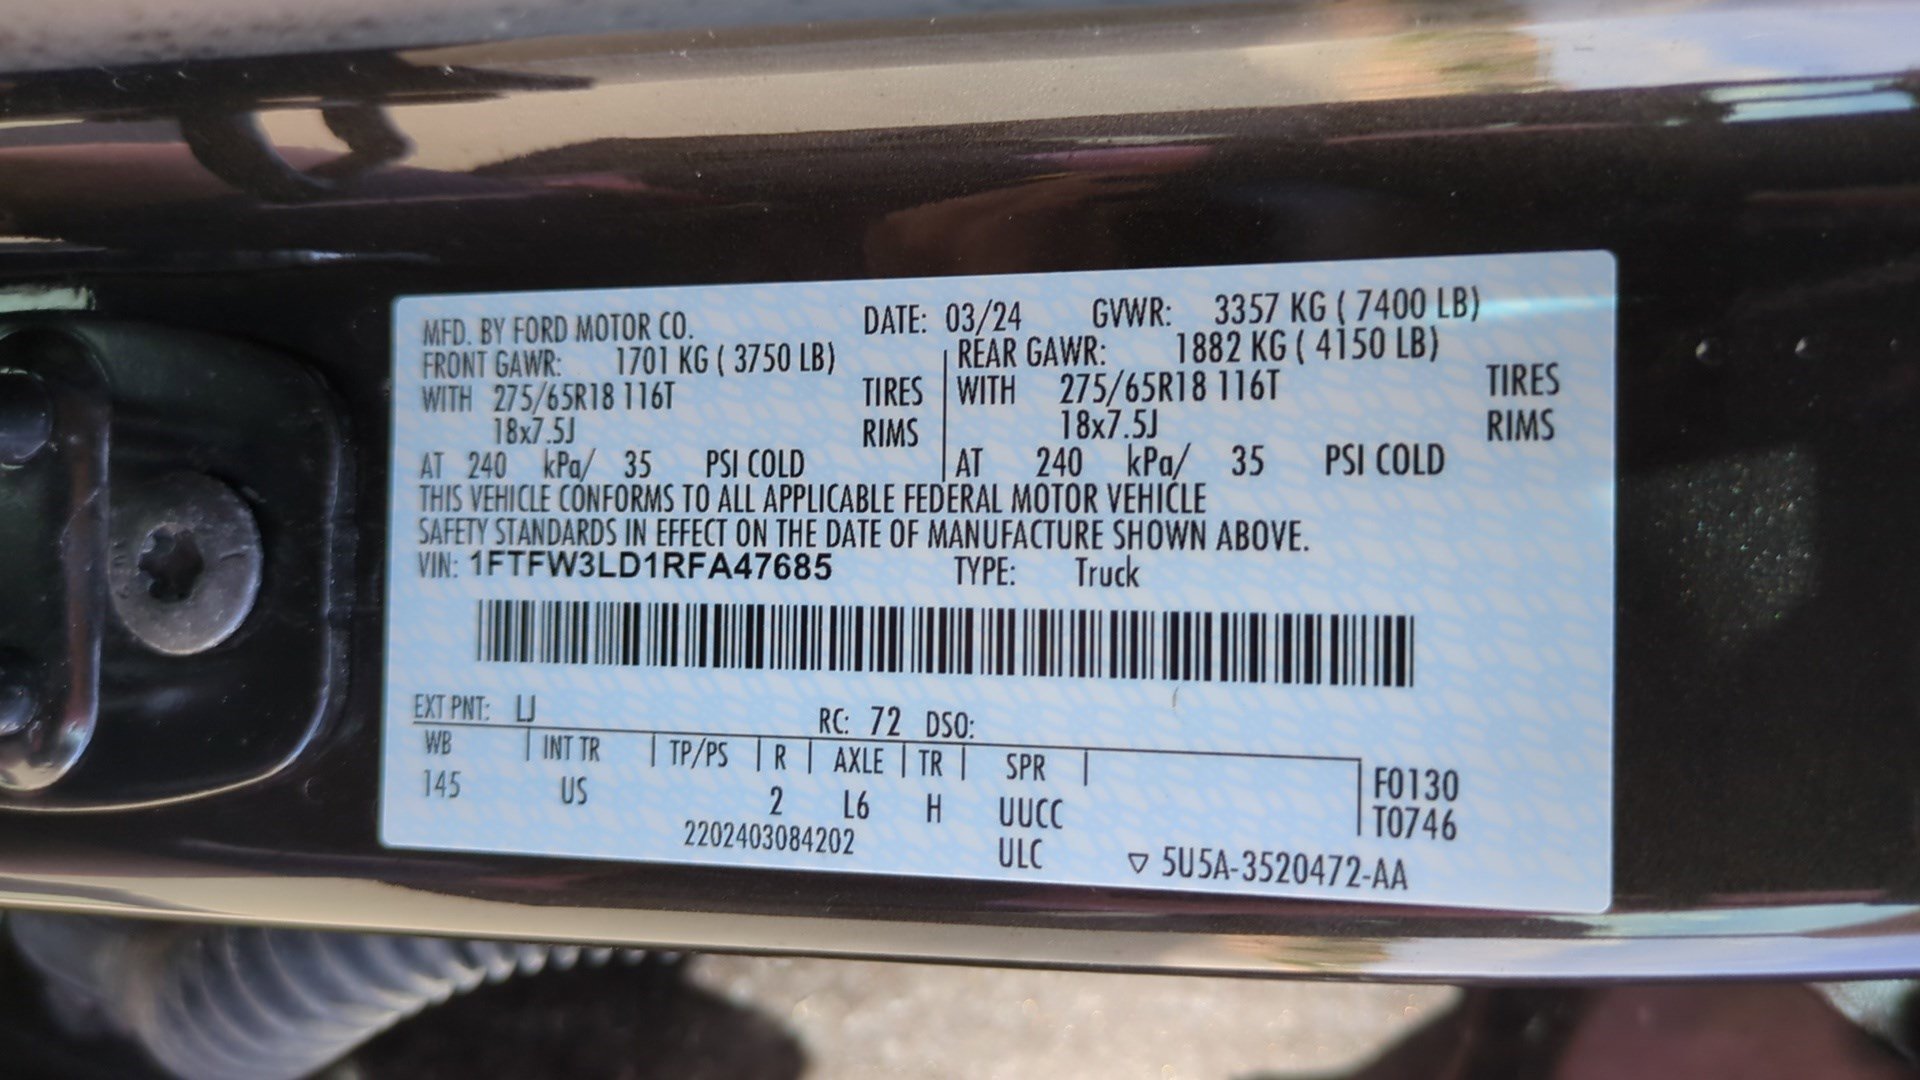 MFD. BY FORD MOTOR CO. DATE: 03/24 GVWR: 3357 KG ( 7400 LB)
FRONT GAWR: 1701 KG ( 3750 LB) REAR GAWR: 1882 KG ( 4150 LB)
WITH 275/65R18 116T TIRES WITH 275/65R18 116T TIRES
18x7.5J RIMS 18x7.5J RIMS
AT 240 kPa/ 35 PSI COLD AT 240 kPa/ 35 PSI COLD
THIS VEHICLE CONFORMS TO ALL APPLICABLE FEDERAL MOTOR VEHICLE
SAFETY STANDARDS IN EFFECT ON THE DATE OF MANUFACTURE SHOWN ABOVE.
VIN: 1FTFW3LD1RFA47685 TYPE: Truck
EXT PNT: LJ RC: 72 DSO:
WB INT TR TP/PS R AXLE TR SPR
145 US 2 L6 H UUCC F0130
T0746
2202403084202 ULC ▽ 5U5A-3520472-AA